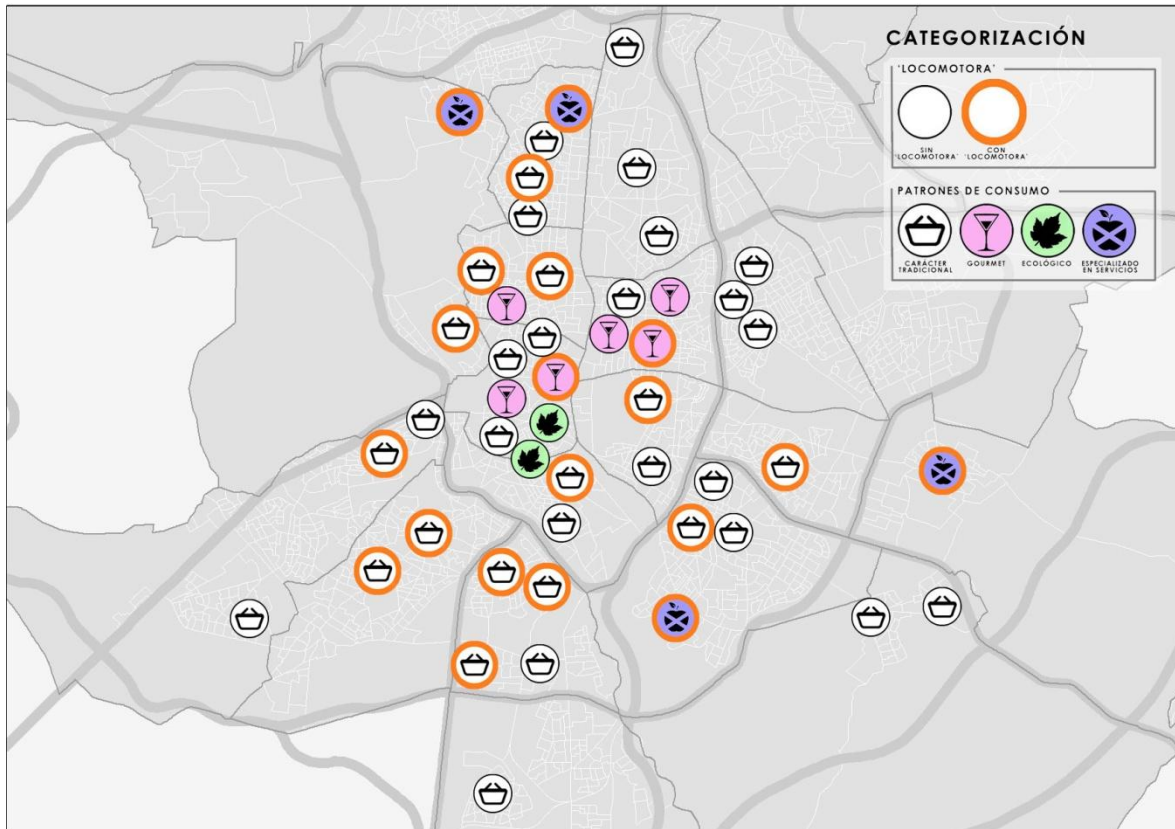 CATEGORIZACIÓN
'LOCOMOTORA'
SIN 'LOCOMOTORA'
CON 'LOCOMOTORA'
PATRONES DE CONSUMO
CARÁCTER TRADICIONAL
GOURMET
ECOLÓGICO
ESPECIALIZADO EN SERVICIOS